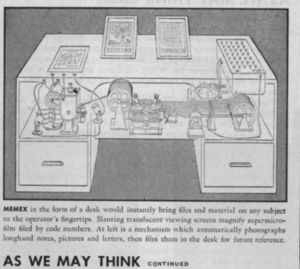 MEMEX in the form of a desk would instantly bring files and material on any subject
to the operator's fingertips. Slanting translucent viewing screens magnify supermicro-
film filed by code numbers. At left is a mechanism which automatically photographs
longhand notes, pictures and letters, then files them in the desk for future reference.
AS WE MAY THINK CONTINUED